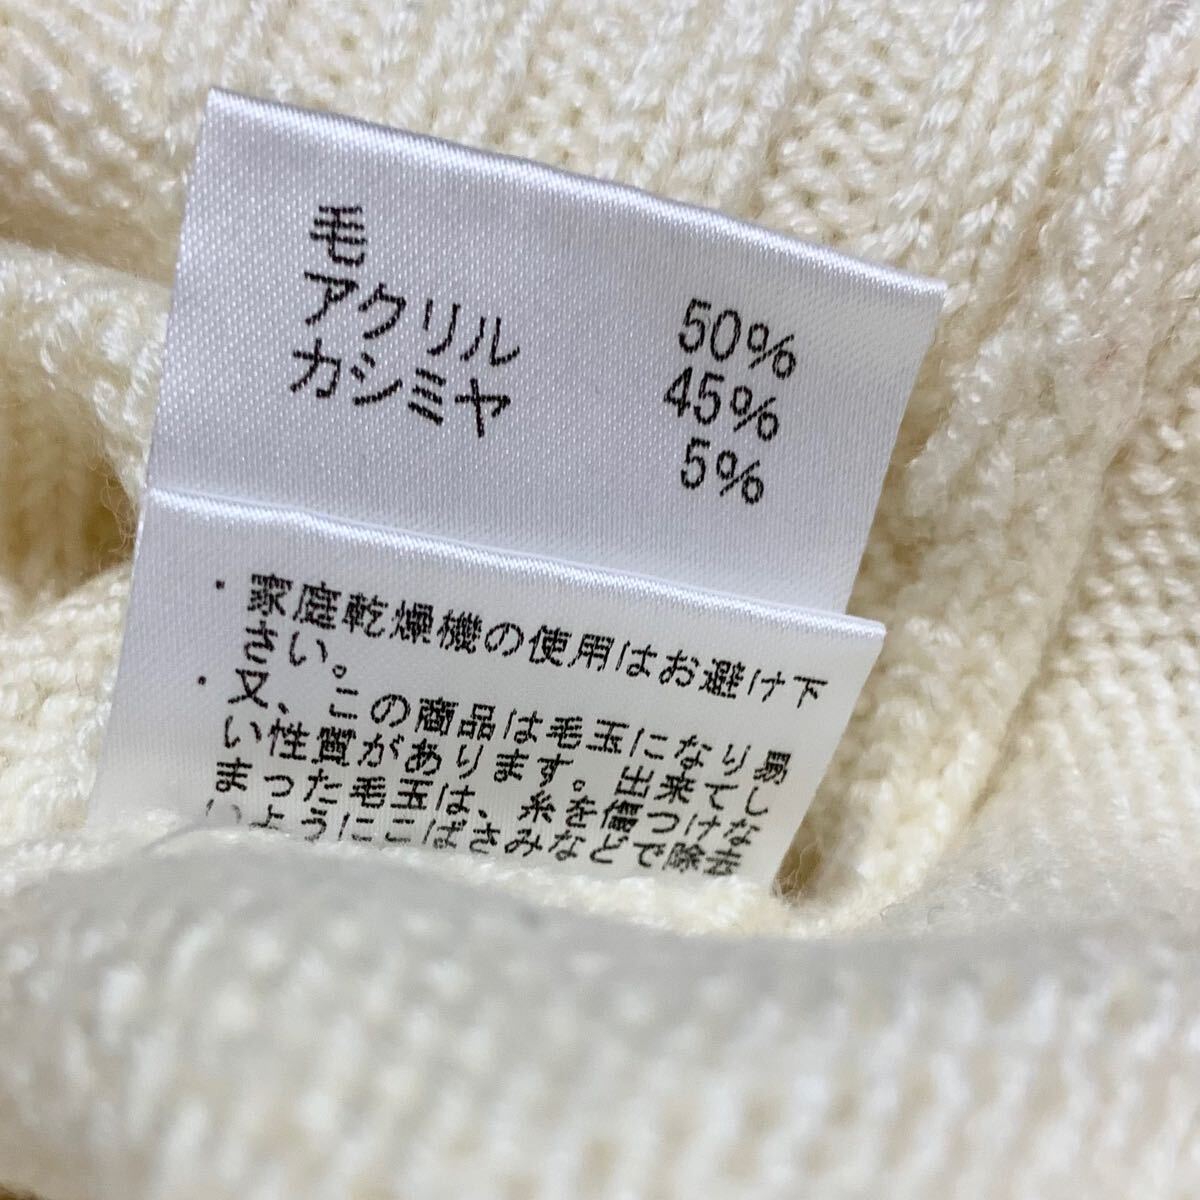 毛 50%
アクリル 45%
カシミヤ 5%
・家庭乾燥機の使用はお避け下
さい。
・又、この商品は毛玉になり易
い性質があります。出来てし
まった毛玉は、糸を傷つけな
いようにこばさみなどで除去